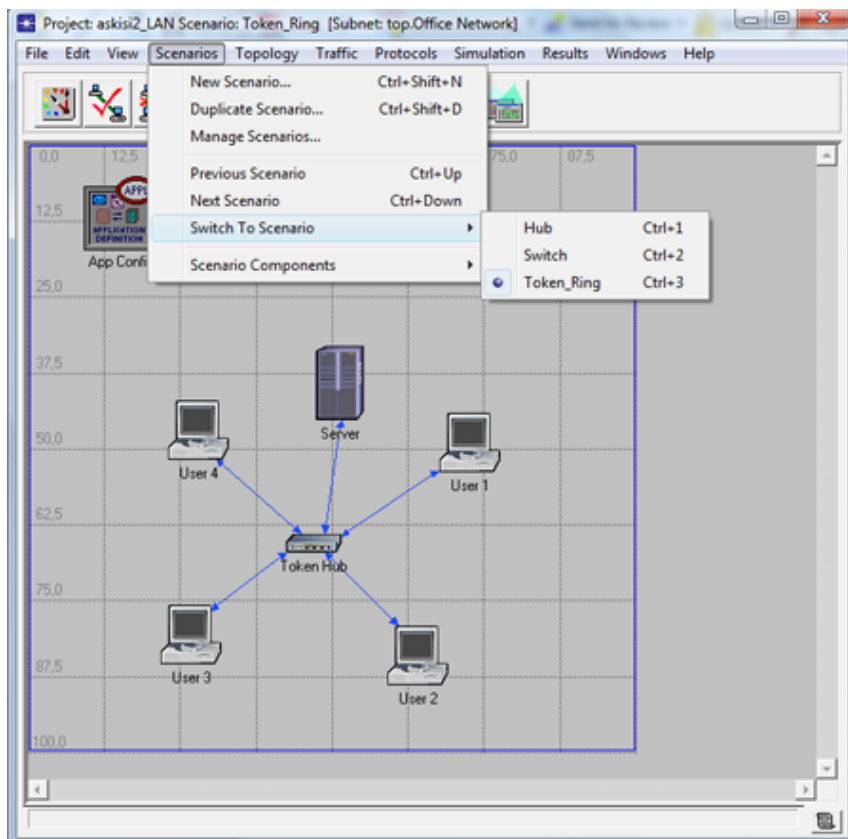 Project: askisi2_LAN Scenario: Token_Ring [Subnet: top.Office Network]
File Edit View Scenarios Topology Traffic Protocols Simulation Results Windows Help
New Scenario... Ctrl+Shift+N
Duplicate Scenario... Ctrl+Shift+D
Manage Scenarios...
Previous Scenario Ctrl+Up
Next Scenario Ctrl+Down
Switch To Scenario
Scenario Components
Hub Ctrl+1
Switch Ctrl+2
Token_Ring Ctrl+3
0,0 12,5 75,0 87,5
12,5
APPL
APPLICATION
DEFINITION
App Confi
25,0
37,5
Server
50,0
User 4
User 1
62,5
Token Hub
75,0
87,5
User 3
User 2
100,0